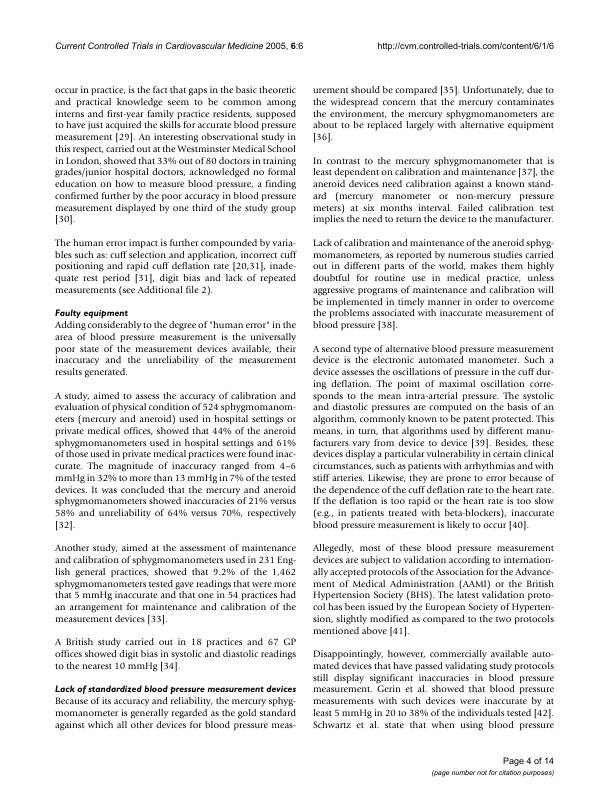 Current Controlled Trials in Cardiovascular Medicine 2005, 6:6
http://cvm.controlled-trials.com/content/6/1/6
occur in practice, is the fact that gaps in the basic theoretic
and practical knowledge seem to be common among
interns and first-year family practice residents, supposed
to have just acquired the skills for accurate blood pressure
measurement [29]. An interesting observational study in
this respect, carried out at the Westminster Medical School
in London, showed that 33% out of 80 doctors in training
grades/junior hospital doctors, acknowledged no formal
education on how to measure blood pressure, a finding
confirmed further by the poor accuracy in blood pressure
measurement displayed by one third of the study group
[30].
The human error impact is further compounded by varia-
bles such as: cuff selection and application, incorrect cuff
positioning and rapid cuff deflation rate [20,31], inade-
quate rest period [31], digit bias and lack of repeated
measurements (see Additional file 2).
Faulty equipment
Adding considerably to the degree of "human error" in the
area of blood pressure measurement is the universally
poor state of the measurement devices available, their
inaccuracy and the unreliability of the measurement
results generated.
A study, aimed to assess the accuracy of calibration and
evaluation of physical condition of 524 sphygmomanom-
eters (mercury and aneroid) used in hospital settings or
private medical offices, showed that 44% of the aneroid
sphygmomanometers used in hospital settings and 61%
of those used in private medical practices were found inac-
curate. The magnitude of inaccuracy ranged from 4–6
mmHg in 32% to more than 13 mmHg in 7% of the tested
devices. It was concluded that the mercury and aneroid
sphygmomanometers showed inaccuracies of 21% versus
58% and unreliability of 64% versus 70%, respectively
[32].
Another study, aimed at the assessment of maintenance
and calibration of sphygmomanometers used in 231 Eng-
lish general practices, showed that 9.2% of the 1,462
sphygmomanometers tested gave readings that were more
that 5 mmHg inaccurate and that one in 54 practices had
an arrangement for maintenance and calibration of the
measurement devices [33].
A British study carried out in 18 practices and 67 GP
offices showed digit bias in systolic and diastolic readings
to the nearest 10 mmHg [34].
Lack of standardized blood pressure measurement devices
Because of its accuracy and reliability, the mercury sphyg-
momanometer is generally regarded as the gold standard
against which all other devices for blood pressure meas-
urement should be compared [35]. Unfortunately, due to
the widespread concern that the mercury contaminates
the environment, the mercury sphygmomanometers are
about to be replaced largely with alternative equipment
[36].
In contrast to the mercury sphygmomanometer that is
least dependent on calibration and maintenance [37], the
aneroid devices need calibration against a known stand-
ard (mercury manometer or non-mercury pressure
meters) at six months interval. Failed calibration test
implies the need to return the device to the manufacturer.
Lack of calibration and maintenance of the aneroid sphyg-
momanometers, as reported by numerous studies carried
out in different parts of the world, makes them highly
doubtful for routine use in medical practice, unless
aggressive programs of maintenance and calibration will
be implemented in timely manner in order to overcome
the problems associated with inaccurate measurement of
blood pressure [38].
A second type of alternative blood pressure measurement
device is the electronic automated manometer. Such a
device assesses the oscillations of pressure in the cuff dur-
ing deflation. The point of maximal oscillation corre-
sponds to the mean intra-arterial pressure. The systolic
and diastolic pressures are computed on the basis of an
algorithm, commonly known to be patent protected. This
means, in turn, that algorithms used by different manu-
facturers vary from device to device [39]. Besides, these
devices display a particular vulnerability in certain clinical
circumstances, such as patients with arrhythmias and with
stiff arteries. Likewise, they are prone to error because of
the dependence of the cuff deflation rate to the heart rate.
If the deflation is too rapid or the heart rate is too slow
(e.g., in patients treated with beta-blockers), inaccurate
blood pressure measurement is likely to occur [40].
Allegedly, most of these blood pressure measurement
devices are subject to validation according to internation-
ally accepted protocols of the Association for the Advance-
ment of Medical Administration (AAMI) or the British
Hypertension Society (BHS). The latest validation proto-
col has been issued by the European Society of Hyperten-
sion, slightly modified as compared to the two protocols
mentioned above [41].
Disappointingly, however, commercially available auto-
mated devices that have passed validating study protocols
still display significant inaccuracies in blood pressure
measurement. Gerin et al. showed that blood pressure
measurements with such devices were inaccurate by at
least 5 mmHg in 20 to 38% of the individuals tested [42].
Schwartz et al. state that when using blood pressure
Page 4 of 14
(page number not for citation purposes)